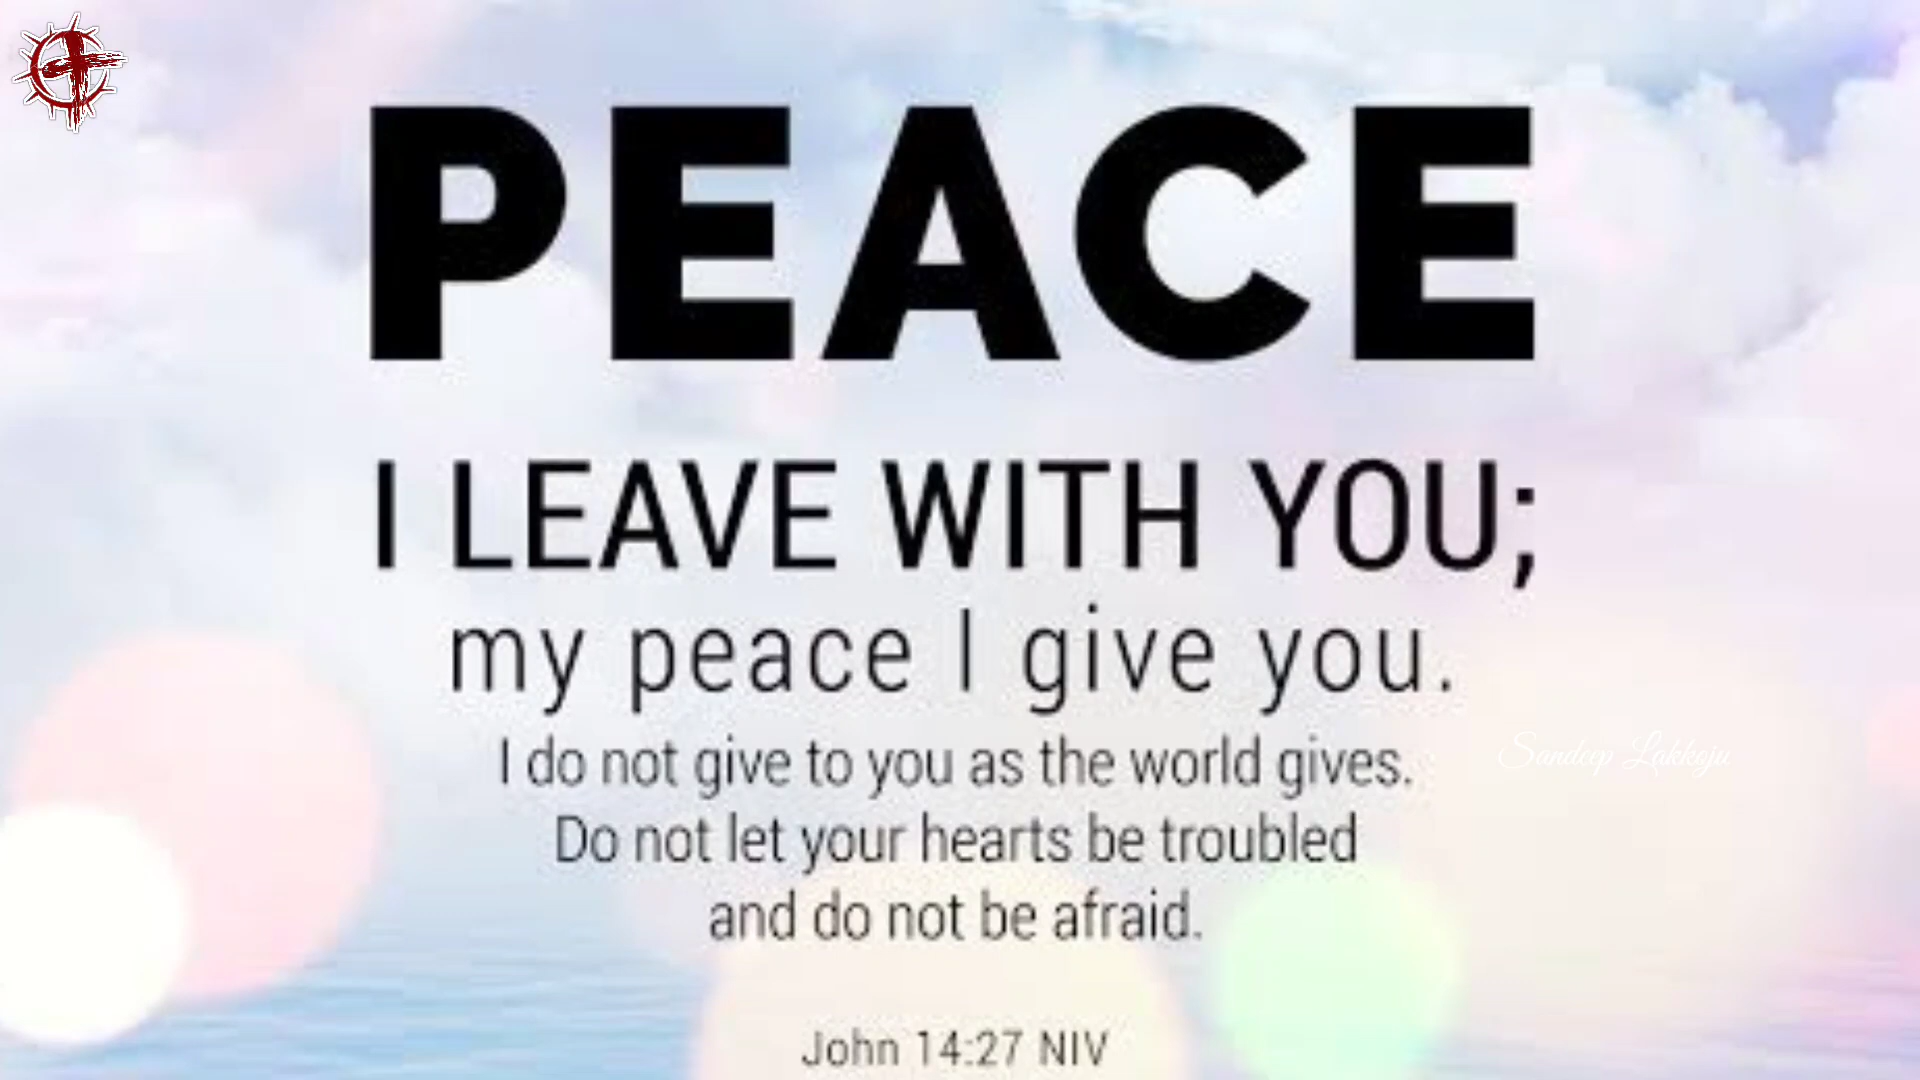 PEACE
I LEAVE WITH YOU;
my peace I give you.
I do not give to you as the world gives.
Sandeep Lakkoju
Do not let your hearts be troubled
and do not be afraid.
John 14:27 NIV